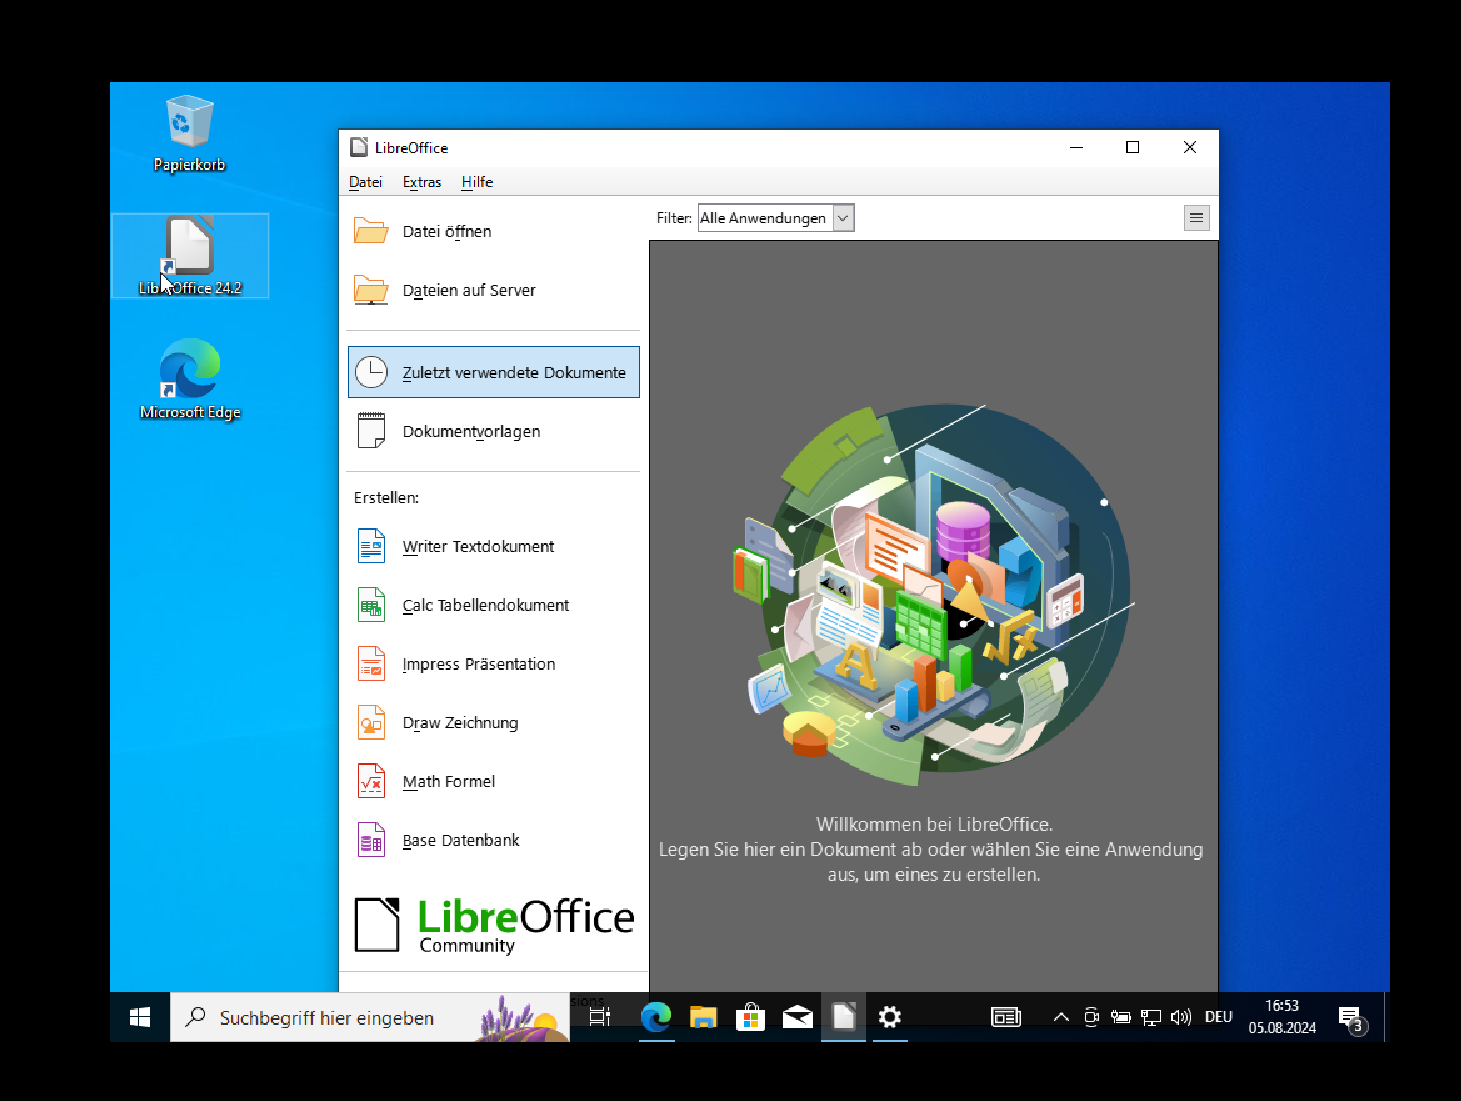 Papierkorb
LibreOffice 24.2
Microsoft Edge
LibreOffice
Datei Extras Hilfe
Datei öffnen
Dateien auf Server
Zuletzt verwendete Dokumente
Dokumentvorlagen
Erstellen:
Writer Textdokument
Calc Tabellendokument
Impress Präsentation
Draw Zeichnung
Math Formel
Base Datenbank
LibreOffice
Community
Filter: Alle Anwendungen
Willkommen bei LibreOffice.
Legen Sie hier ein Dokument ab oder wählen Sie eine Anwendung
aus, um eines zu erstellen.
Suchbegriff hier eingeben
DEU
16:53
05.08.2024
3